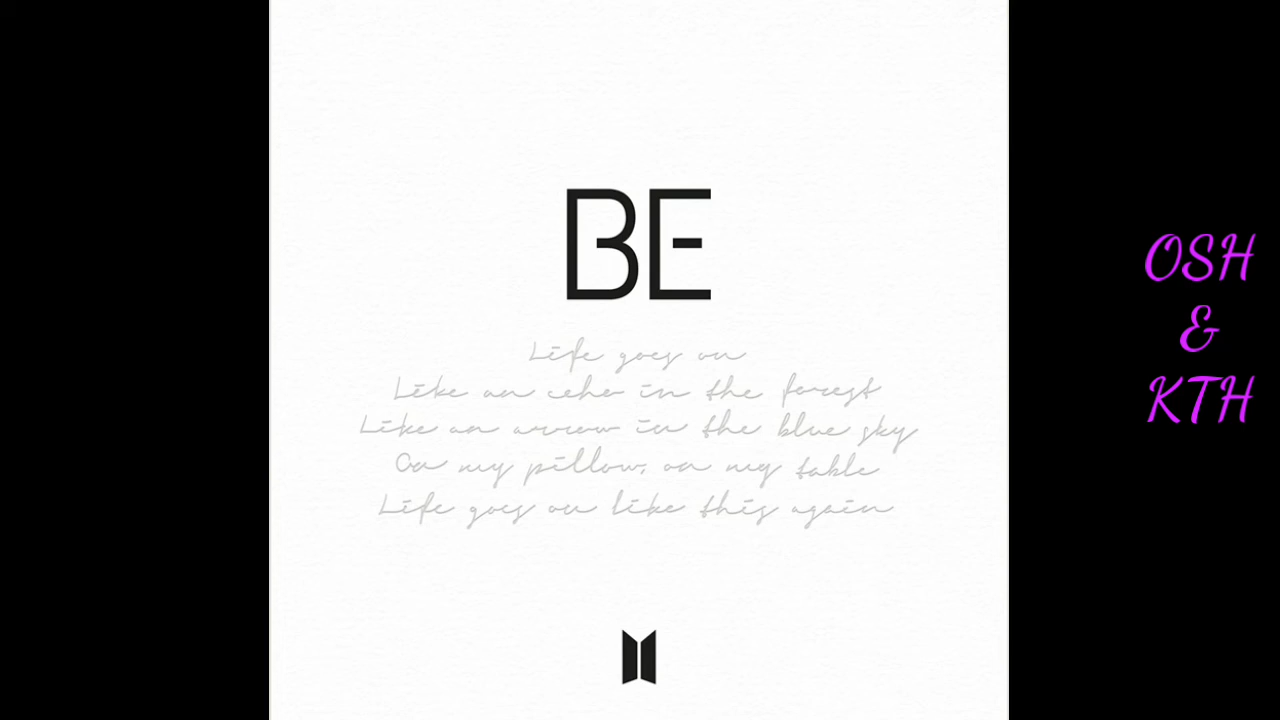 BE
Life goes on
Like an echo in the forest
Like an arrow in the blue sky
On my pillow, on my table
Life goes on like this again
OSH
&
KTH